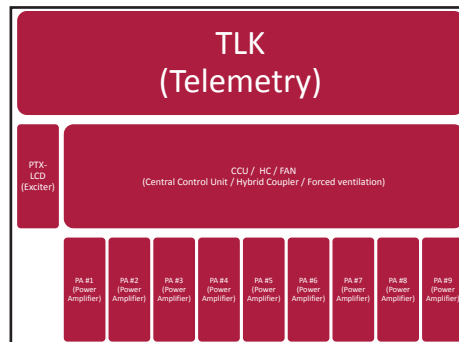 TLK
(Telemetry)
PTX-
LCD
(Exciter)
CCU / HC / FAN
(Central Control Unit / Hybrid Coupler / Forced ventilation)
PA #1
(Power
Amplifier)
PA #2
(Power
Amplifier)
PA #3
(Power
Amplifier)
PA #4
(Power
Amplifier)
PA #5
(Power
Amplifier)
PA #6
(Power
Amplifier)
PA #7
(Power
Amplifier)
PA #8
(Power
Amplifier)
PA #9
(Power
Amplifier)